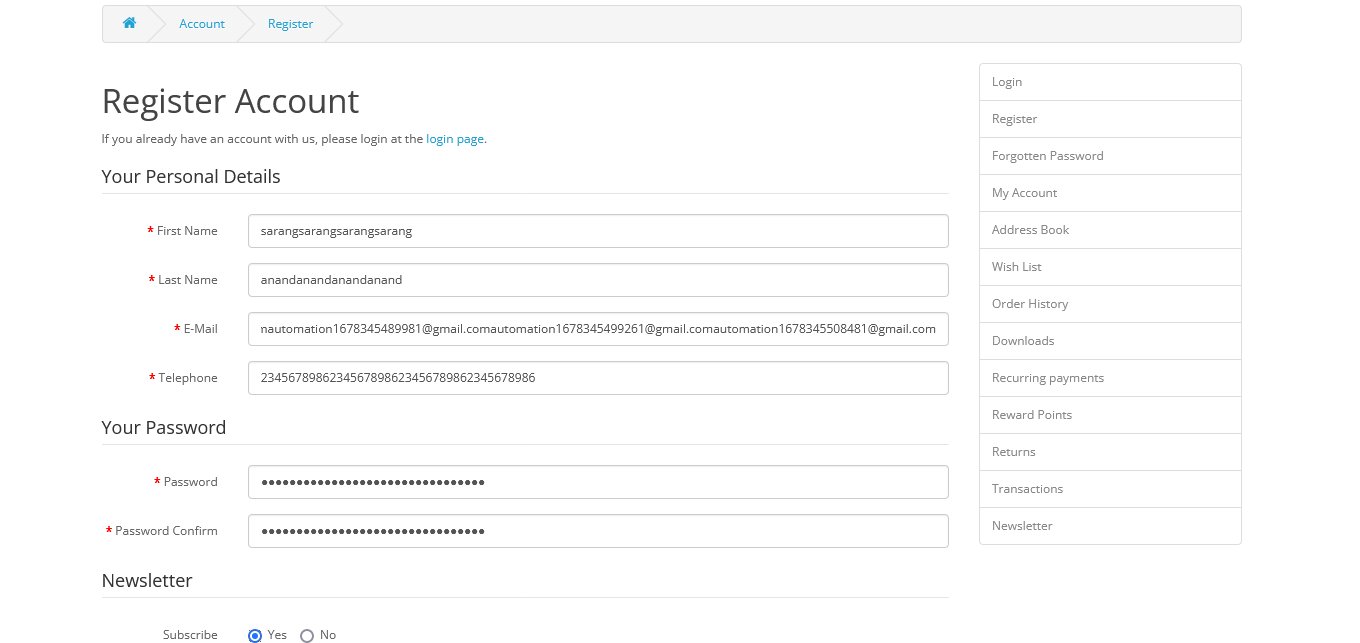 Account Register
Register Account
If you already have an account with us, please login at the login page.
Your Personal Details
* First Name sarangsarangsarangsarang
* Last Name anandanandanandanand
* E-Mail nautomation1678345489981@gmail.comautomation1678345499261@gmail.comautomation1678345508481@gmail.com
* Telephone 2345678986234567898623456789862345678986
Your Password
* Password ••••••••••••••••••••••••••••••••
* Password Confirm ••••••••••••••••••••••••••••••••
Newsletter
Subscribe Yes No
Login
Register
Forgotten Password
My Account
Address Book
Wish List
Order History
Downloads
Recurring payments
Reward Points
Returns
Transactions
Newsletter